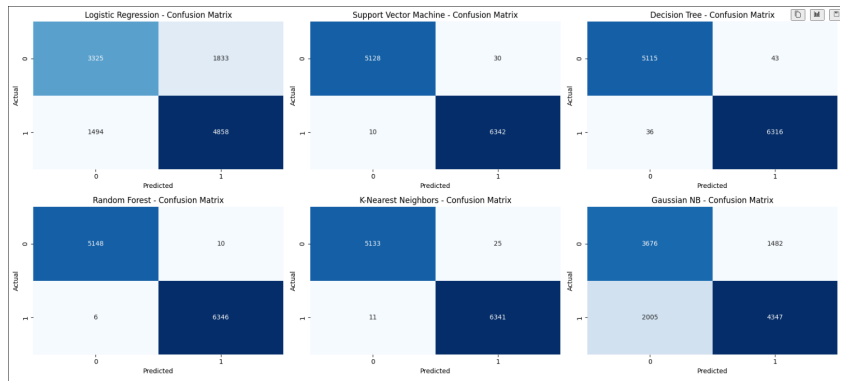 Logistic Regression - Confusion Matrix
Actual
0
3325
1833
1
1494
4858
0
1
Predicted
Support Vector Machine - Confusion Matrix
Actual
0
5128
30
1
10
6342
0
1
Predicted
Decision Tree - Confusion Matrix
Actual
0
5115
43
1
36
6316
0
1
Predicted
Random Forest - Confusion Matrix
Actual
0
5148
10
1
6
6346
0
1
Predicted
K-Nearest Neighbors - Confusion Matrix
Actual
0
5133
25
1
11
6341
0
1
Predicted
Gaussian NB - Confusion Matrix
Actual
0
3676
1482
1
2005
4347
0
1
Predicted